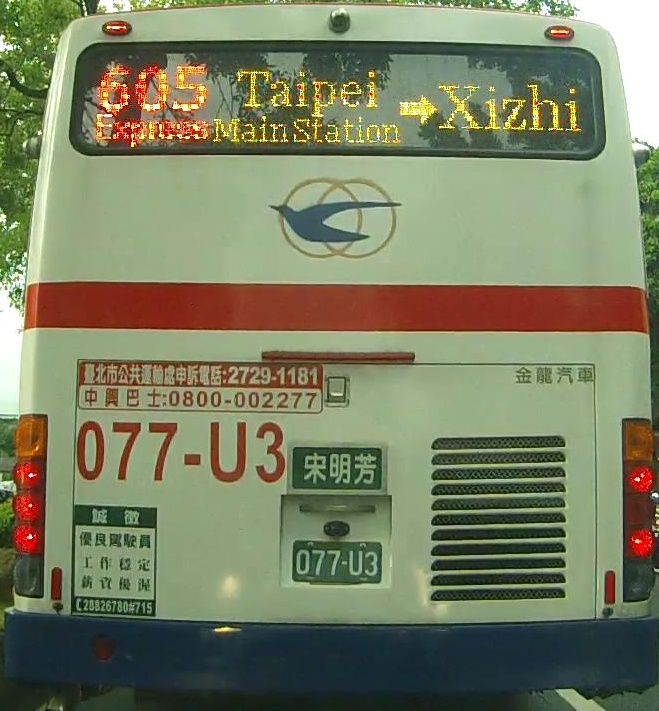 605 Taipei → Xizhi
Express Main Station
臺北市公共運輸處申訴電話:2729-1181
中興巴士:0800-002277
金龍汽車
077-U3
宋明芳
077-U3
誠徵
優良駕駛員
工作穩定
薪資優渥
28826780#715